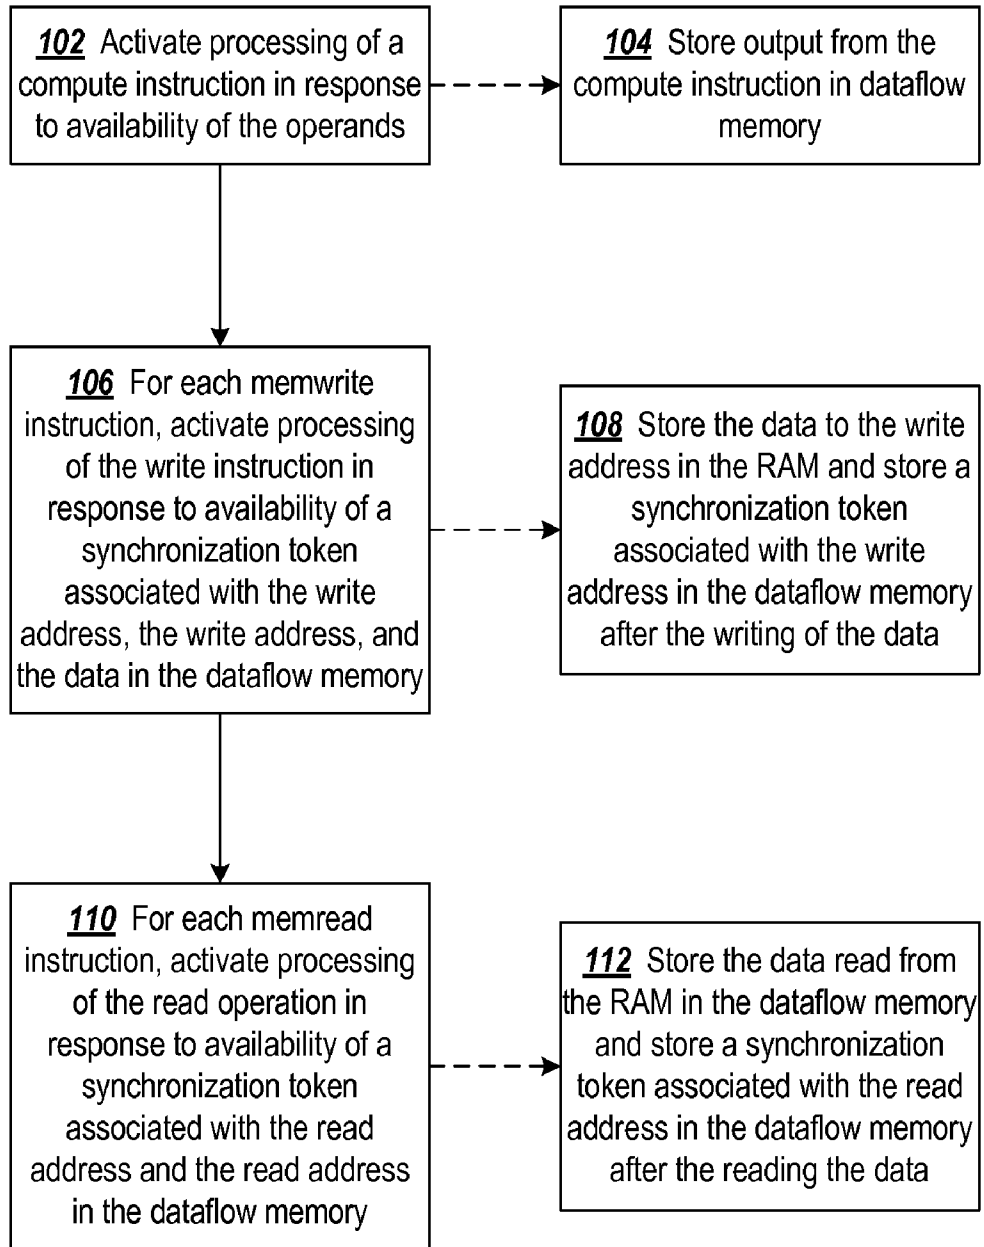 102 Activate processing of a
compute instruction in response
to availability of the operands
104 Store output from the
compute instruction in dataflow
memory
106 For each memwrite
instruction, activate processing
of the write instruction in
response to availability of a
synchronization token
associated with the write
address, the write address, and
the data in the dataflow memory
108 Store the data to the write
address in the RAM and store a
synchronization token
associated with the write
address in the dataflow memory
after the writing of the data
110 For each memread
instruction, activate processing
of the read operation in
response to availability of a
synchronization token
associated with the read
address and the read address
in the dataflow memory
112 Store the data read from
the RAM in the dataflow memory
and store a synchronization
token associated with the read
address in the dataflow memory
after the reading the data